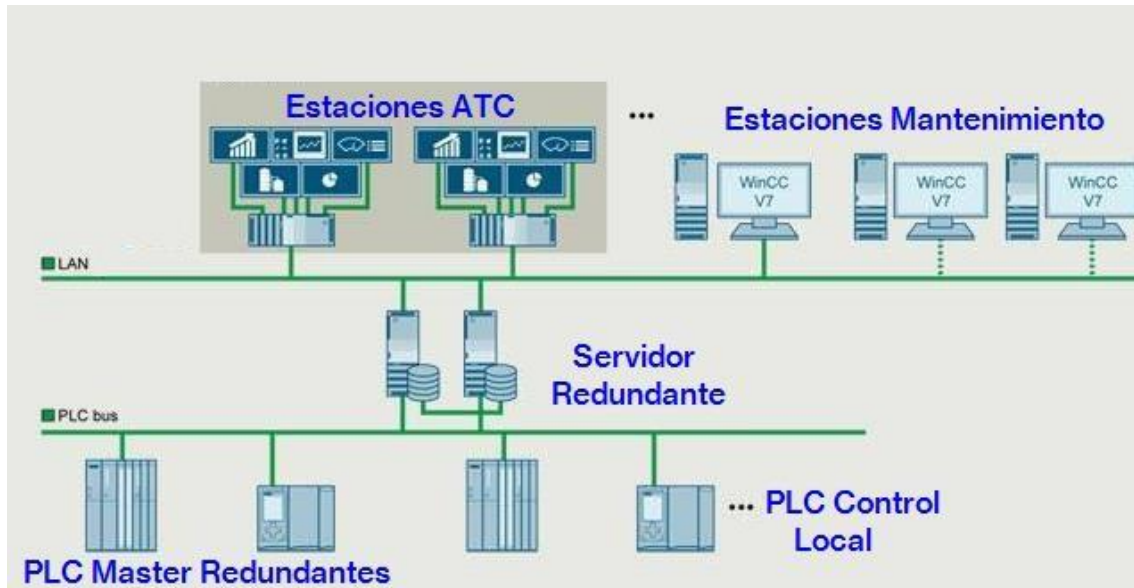 Estaciones ATC
...
Estaciones Mantenimiento
WinCC
V7
WinCC
V7
WinCC
V7
LAN
Servidor
Redundante
PLC bus
... PLC Control
Local
PLC Master Redundantes